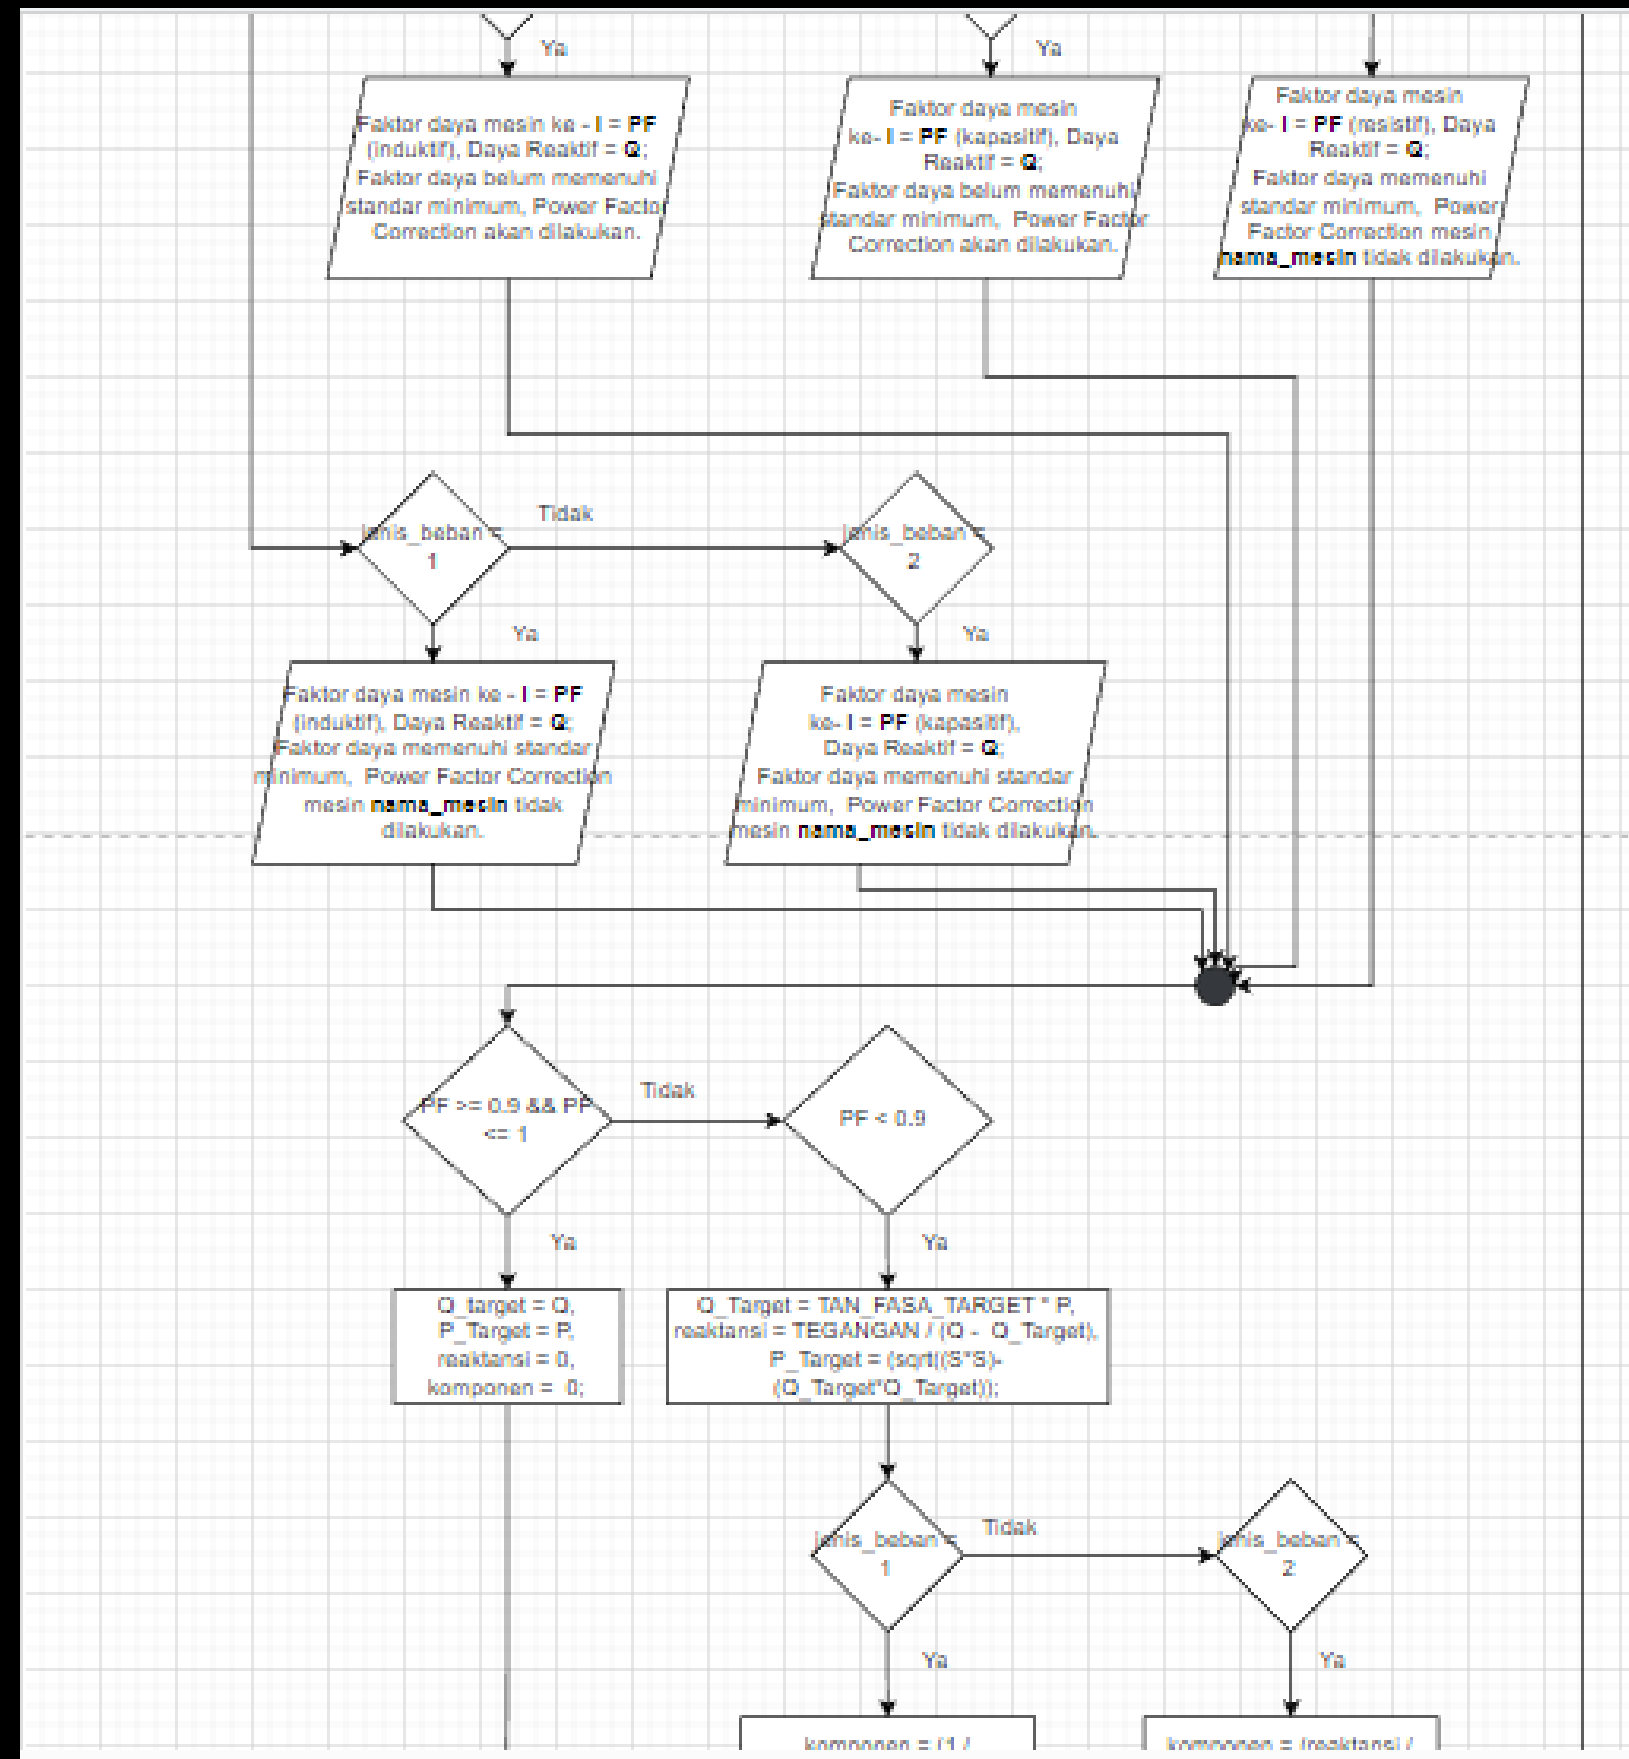 Ya
Ya
Faktor daya mesin ke - I = PF
(induktif), Daya Reaktif = Q;
Faktor daya belum memenuhi
standar minimum, Power Factor
Correction akan dilakukan.
Faktor daya mesin
ke- I = PF (kapasitif), Daya
Reaktif = Q;
Faktor daya belum memenuhi
standar minimum,  Power Factor
Correction akan dilakukan.
Faktor daya mesin
ke- I = PF (resistif), Daya
Reaktif = Q;
Faktor daya memenuhi
standar minimum,  Power
Factor Correction mesin
nama_mesin tidak dilakukan.
jenis_beban =
1
Tidak
jenis_beban =
2
Ya
Ya
Faktor daya mesin ke - I = PF
(induktif), Daya Reaktif = Q;
Faktor daya memenuhi standar
minimum,  Power Factor Correction
mesin nama_mesin tidak
dilakukan.
Faktor daya mesin
ke- I = PF (kapasitif),
Daya Reaktif = Q;
Faktor daya memenuhi standar
minimum,  Power Factor Correction
mesin nama_mesin tidak dilakukan.
PF >= 0.9 && PF
<= 1
Tidak
PF < 0.9
Ya
Ya
Q_target = Q,
P_Target = P,
reaktansi = 0,
komponen =  0;
Q_Target = TAN_FASA_TARGET * P,
reaktansi = TEGANGAN / (Q -  Q_Target),
P_Target = (sqrt((S*S)-
(Q_Target*Q_Target));
jenis_beban =
1
Tidak
jenis_beban =
2
Ya
Ya
komponen = (1 /
komponen = (reaktansi /